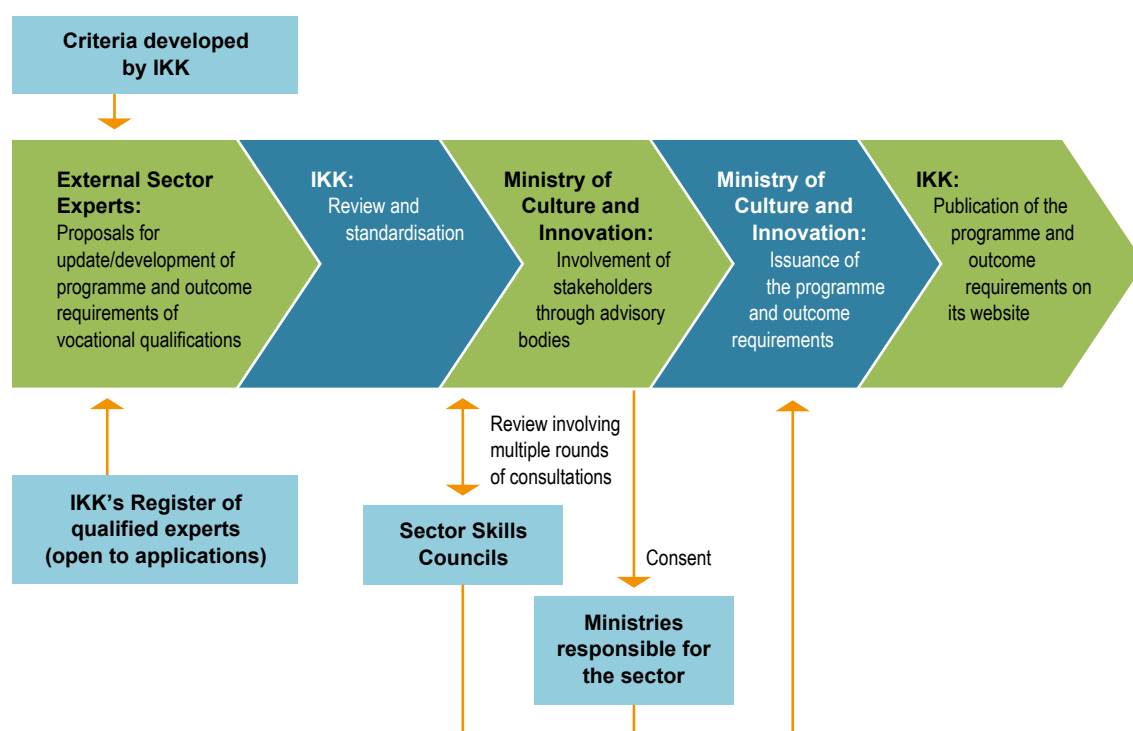 Criteria developed
by IKK
External Sector
Experts:
Proposals for
update/development of
programme and outcome
requirements of
vocational qualifications
IKK:
Review and
standardisation
Ministry of
Culture and
Innovation:
Involvement of
stakeholders
through advisory
bodies
Ministry of
Culture and
Innovation:
Issuance of
the programme
and outcome
requirements
IKK:
Publication of the
programme and
outcome
requirements on
its website
Review involving
multiple rounds
of consultations
IKK's Register of
qualified experts
(open to applications)
Sector Skills
Councils
Consent
Ministries
responsible for
the sector